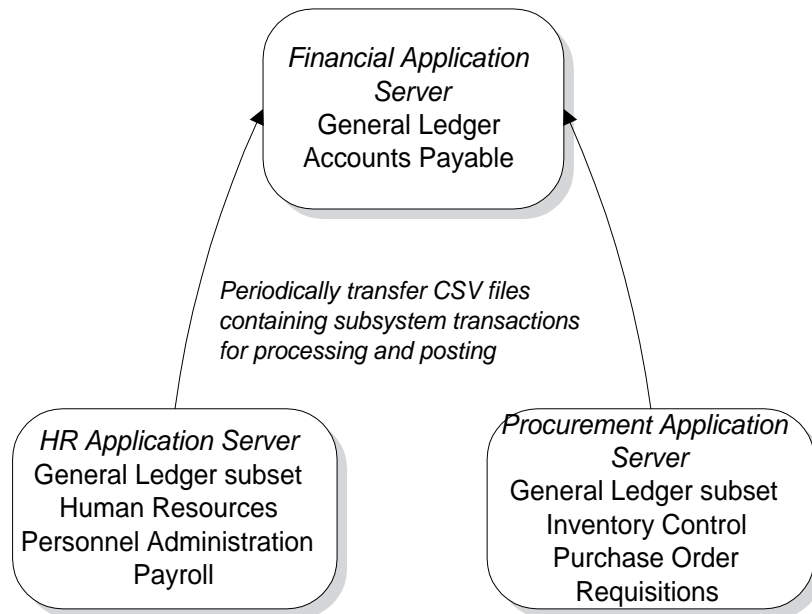 Financial Application
Server
General Ledger
Accounts Payable
Periodically transfer CSV files
containing subsystem transactions
for processing and posting
HR Application Server
General Ledger subset
Human Resources
Personnel Administration
Payroll
Procurement Application
Server
General Ledger subset
Inventory Control
Purchase Order
Requisitions